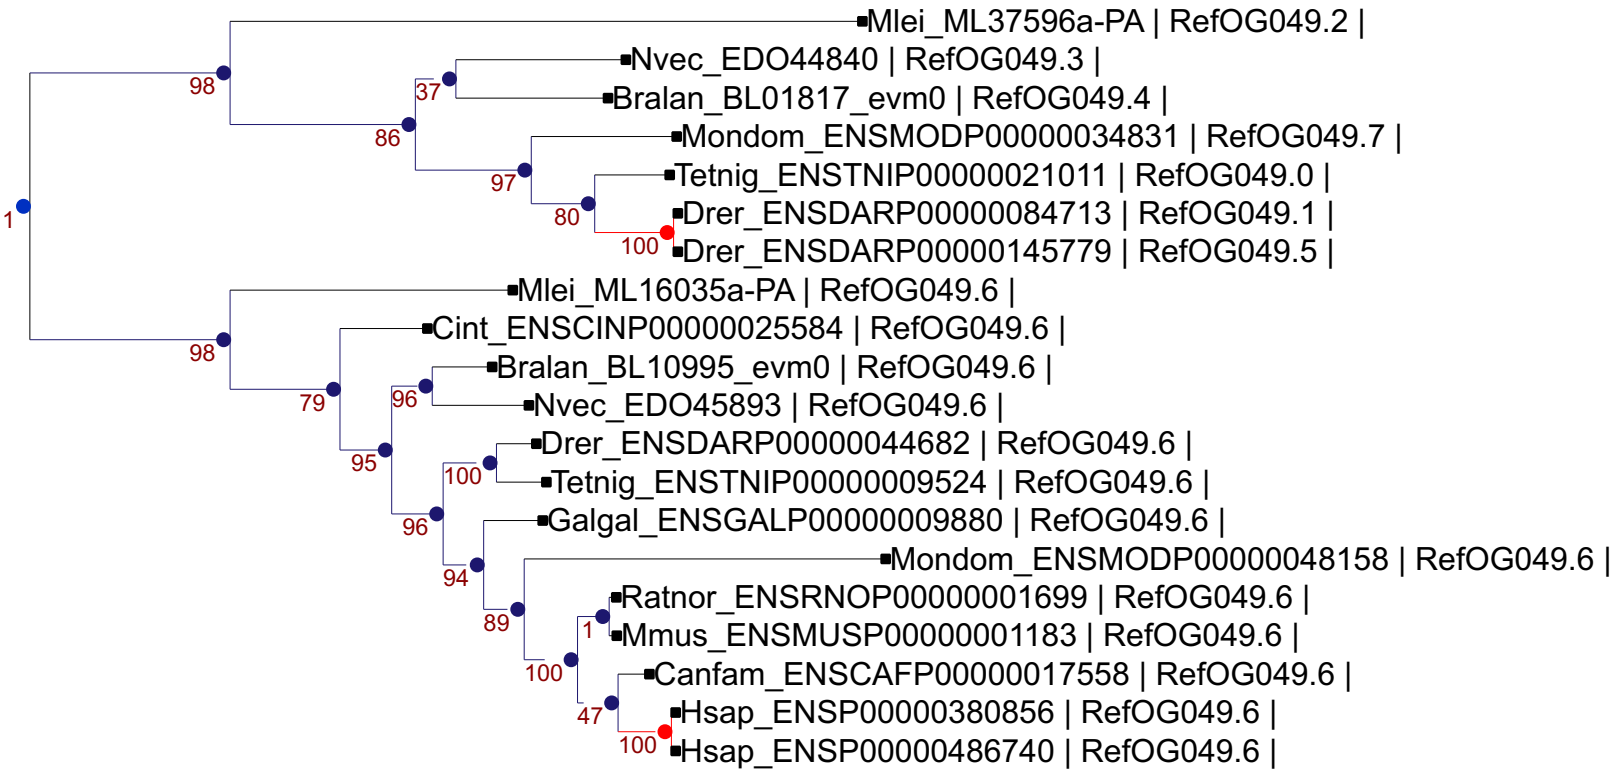 Mlei_ML37596a-PA | RefOG049.2 |
Nvec_EDO44840 | RefOG049.3 |
98
37
Bralan_BL01817_evm0 | RefOG049.4 |
86
Mondom_ENSMODP00000034831 | RefOG049.7 |
Tetnig_ENSTNIP00000021011 | RefOG049.0 |
97
Drer_ENSDARP00000084713 | RefOG049.1 |
80
1
100
Drer_ENSDARP00000145779 | RefOG049.5 |
Mlei_ML16035a-PA | RefOG049.6 |
Cint_ENSCINP00000025584 | RefOG049.6 |
98
Bralan_BL10995_evm0 | RefOG049.6 |
79
96
Nvec_EDO45893 | RefOG049.6 |
Drer_ENSDARP00000044682 | RefOG049.6 |
95
100
Tetnig_ENSTNIP00000009524 | RefOG049.6 |
96
Galgal_ENSGALP00000009880 | RefOG049.6 |
Mondom_ENSMODP00000048158 | RefOG049.6 |
94
Ratnor_ENSRNOP00000001699 | RefOG049.6 |
89
1
Mmus_ENSMUSP00000001183 | RefOG049.6 |
100
Canfam_ENSCAFP00000017558 | RefOG049.6 |
47
Hsap_ENSP00000380856 | RefOG049.6 |
100
Hsap_ENSP00000486740 | RefOG049.6 |